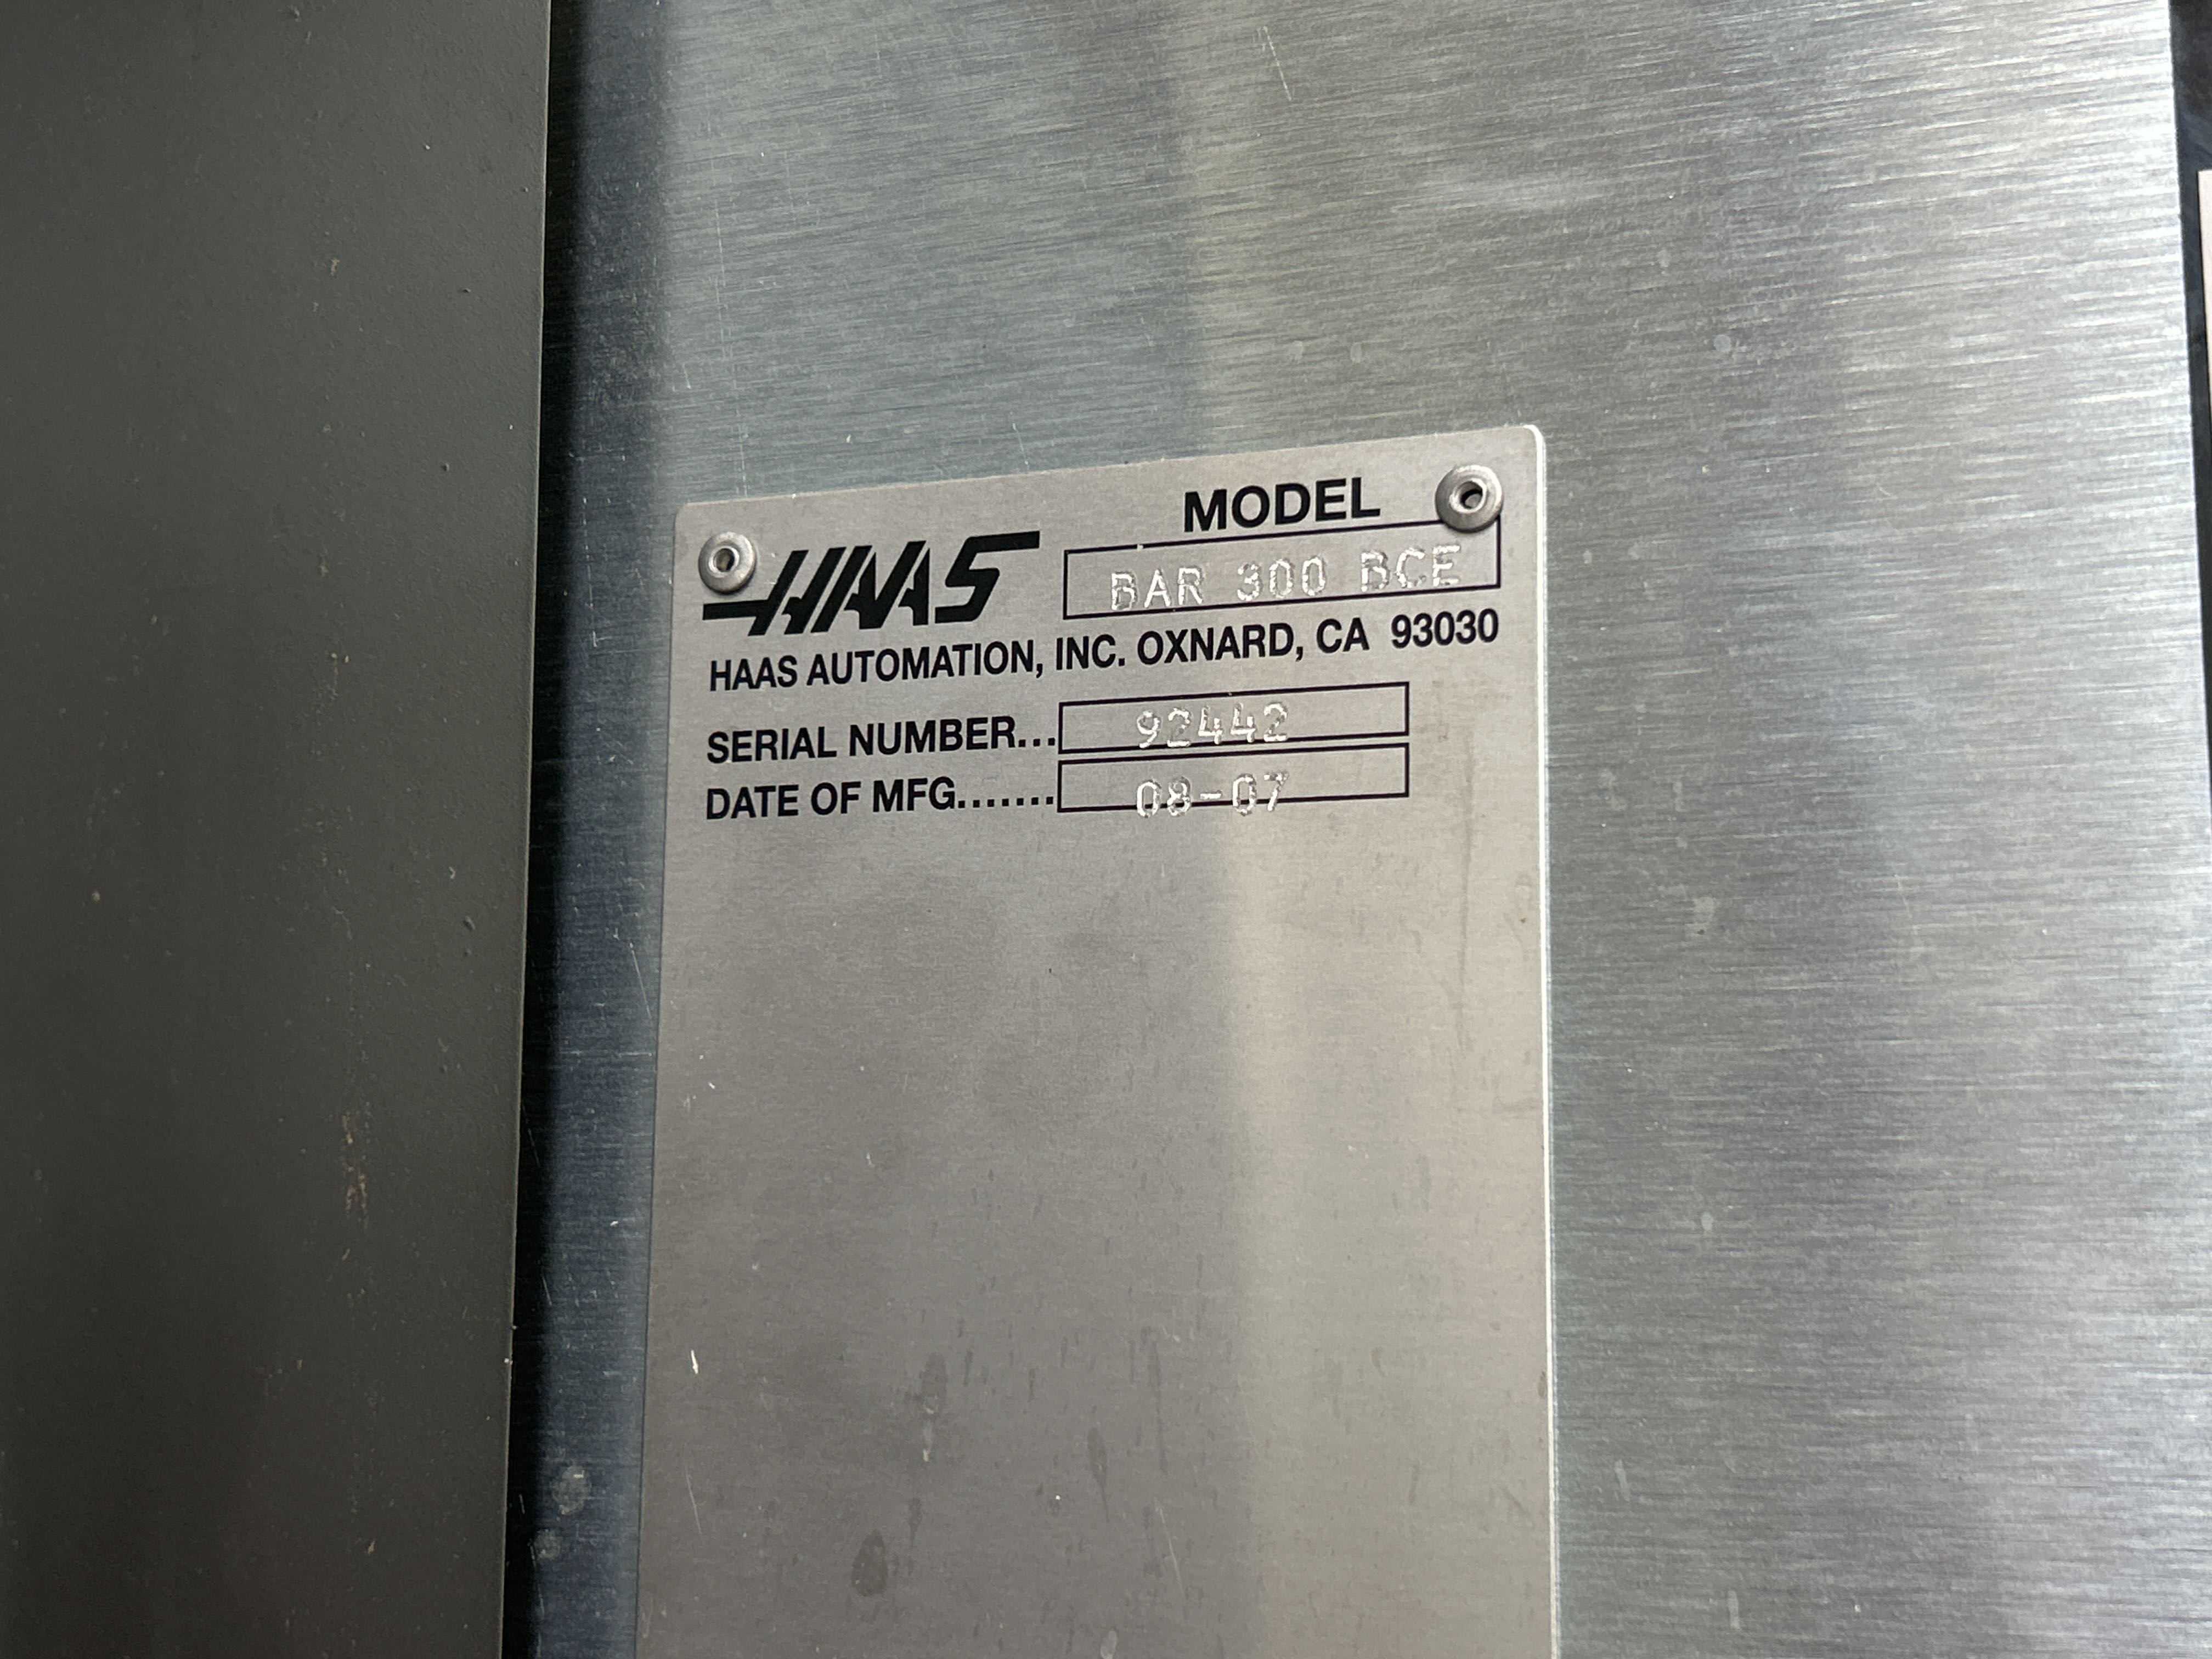 MODEL
HAAS BAR 300 BCE
HAAS AUTOMATION, INC. OXNARD, CA 93030
SERIAL NUMBER... 92442
DATE OF MFG....... 08-07